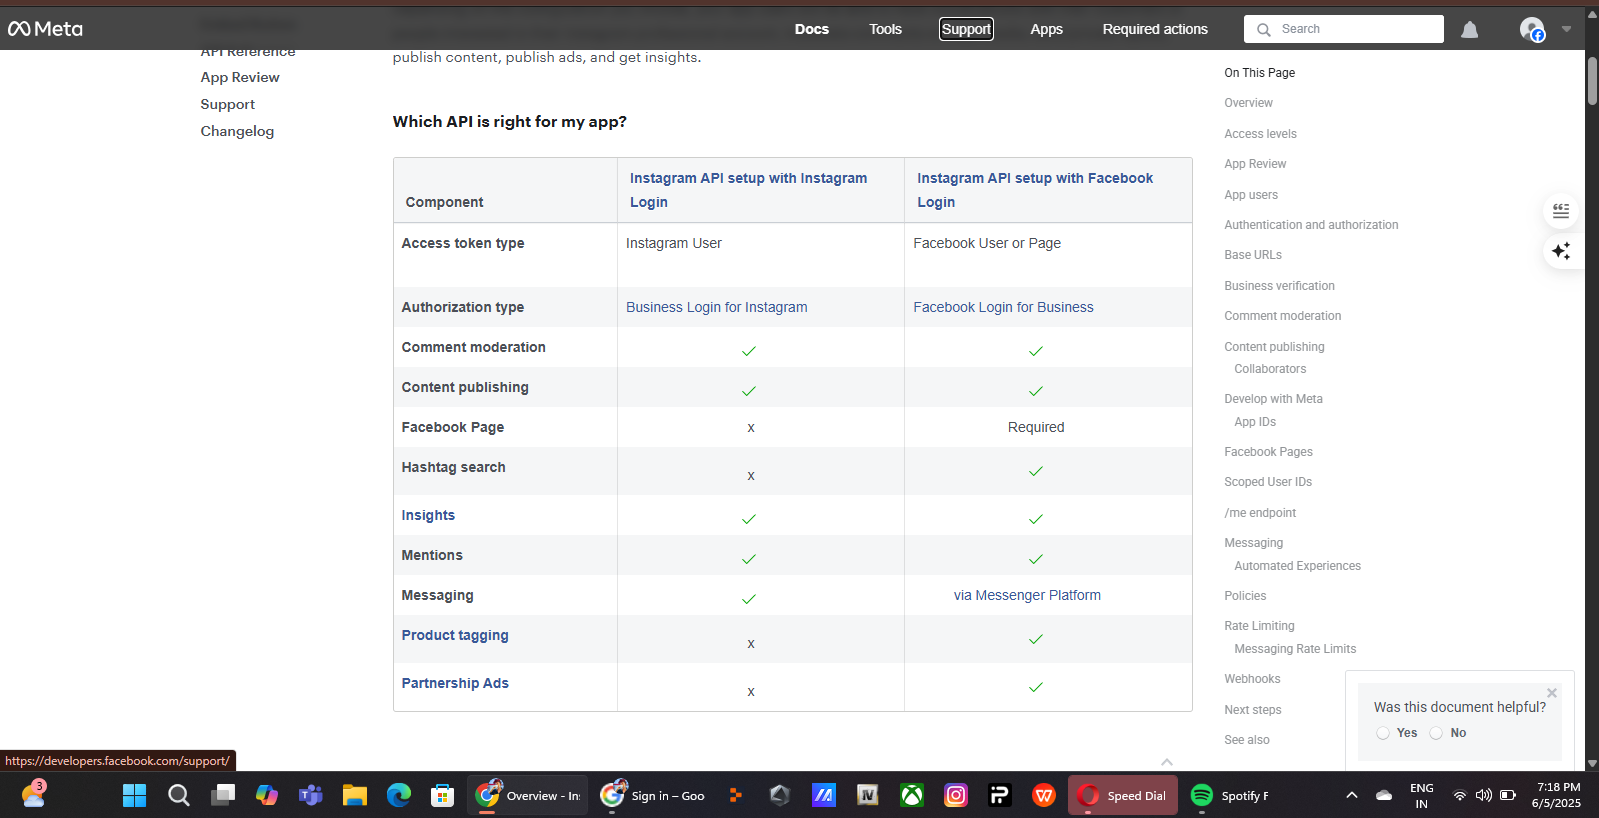 Meta
Docs
Tools
Support
Apps
Required actions
Search
API Reference
App Review
Support
Changelog
publish content, publish ads, and get insights.
Which API is right for my app?
Component
Instagram API setup with Instagram Login
Instagram API setup with Facebook Login
Access token type
Instagram User
Facebook User or Page
Authorization type
Business Login for Instagram
Facebook Login for Business
Comment moderation
Content publishing
Facebook Page
x
Required
Hashtag search
x
Insights
Mentions
Messaging
via Messenger Platform
Product tagging
x
Partnership Ads
x
On This Page
Overview
Access levels
App Review
App users
Authentication and authorization
Base URLs
Business verification
Comment moderation
Content publishing
Collaborators
Develop with Meta
App IDs
Facebook Pages
Scoped User IDs
/me endpoint
Messaging
Automated Experiences
Policies
Rate Limiting
Messaging Rate Limits
Webhooks
Next steps
See also
Was this document helpful?
Yes
No
https://developers.facebook.com/support/
3
Overview - In
Sign in – Goo
Speed Dial
Spotify F
ENG
IN
7:18 PM
6/5/2025